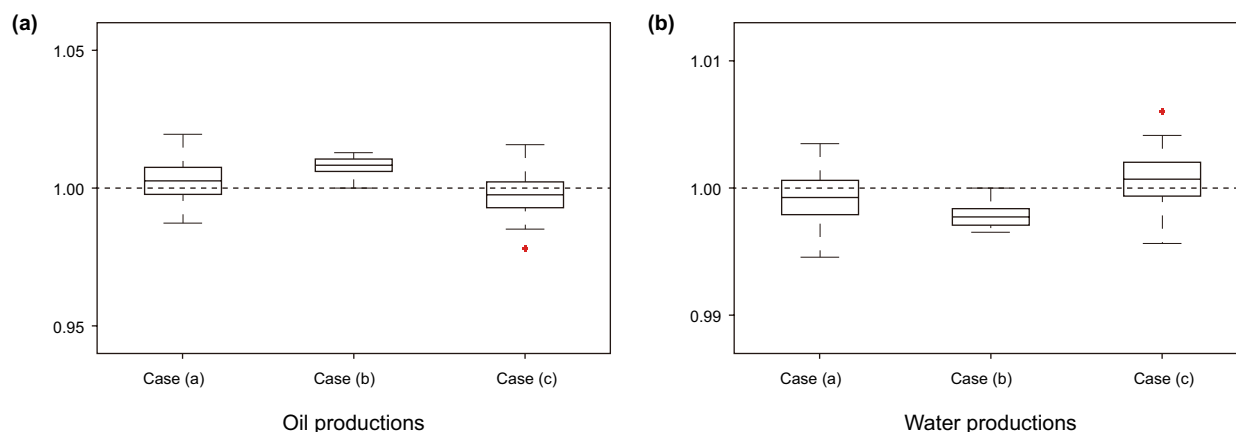 (a)
1.05
1.00
0.95
Case (a) Case (b) Case (c)
Oil productions
(b)
1.01
1.00
0.99
Case (a) Case (b) Case (c)
Water productions